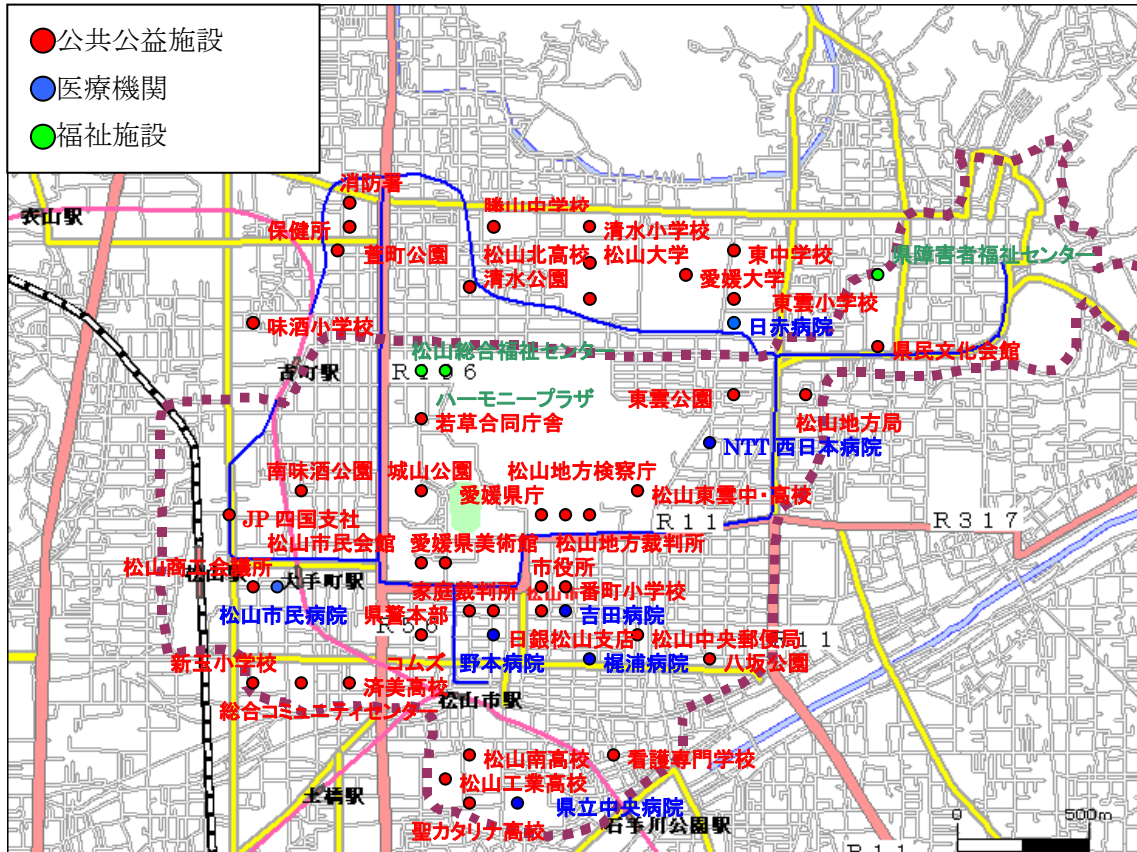 公共公益施設
医療機関
福祉施設
消防署
衣山駅
保健所
勝山中学校
清水小学校
萱町公園
松山北高校
松山大学
東中学校
県障害者福祉センター
清水公園
愛媛大学
東雲小学校
味酒小学校
日赤病院
松山総合福祉センタ
県民文化会館
古町駅
R196
ハーモニープラザ
東雲公園
若草合同庁舎
松山地方局
NTT 西日本病院
南味酒公園
城山公園
松山地方検察庁
愛媛県庁
松山東雲中・高校
JP 四国支社
R11
R317
松山市民会館
愛媛県美術館
松山地方裁判所
松山商工会議所
松山駅
大手町駅
市役所
家庭裁判所
番町小学校
松山市民病院
県警本部
吉田病院
R56
日銀松山支店
松山中央郵便局
R11
新玉小学校
コムズ
野本病院
梶浦病院
八坂公園
済美高校
松山市駅
総合コミュニティセンター
松山南高校
看護専門学校
松山工業高校
土橋駅
県立中央病院
聖カタリナ高校
石手川公園駅
0
500m
R11